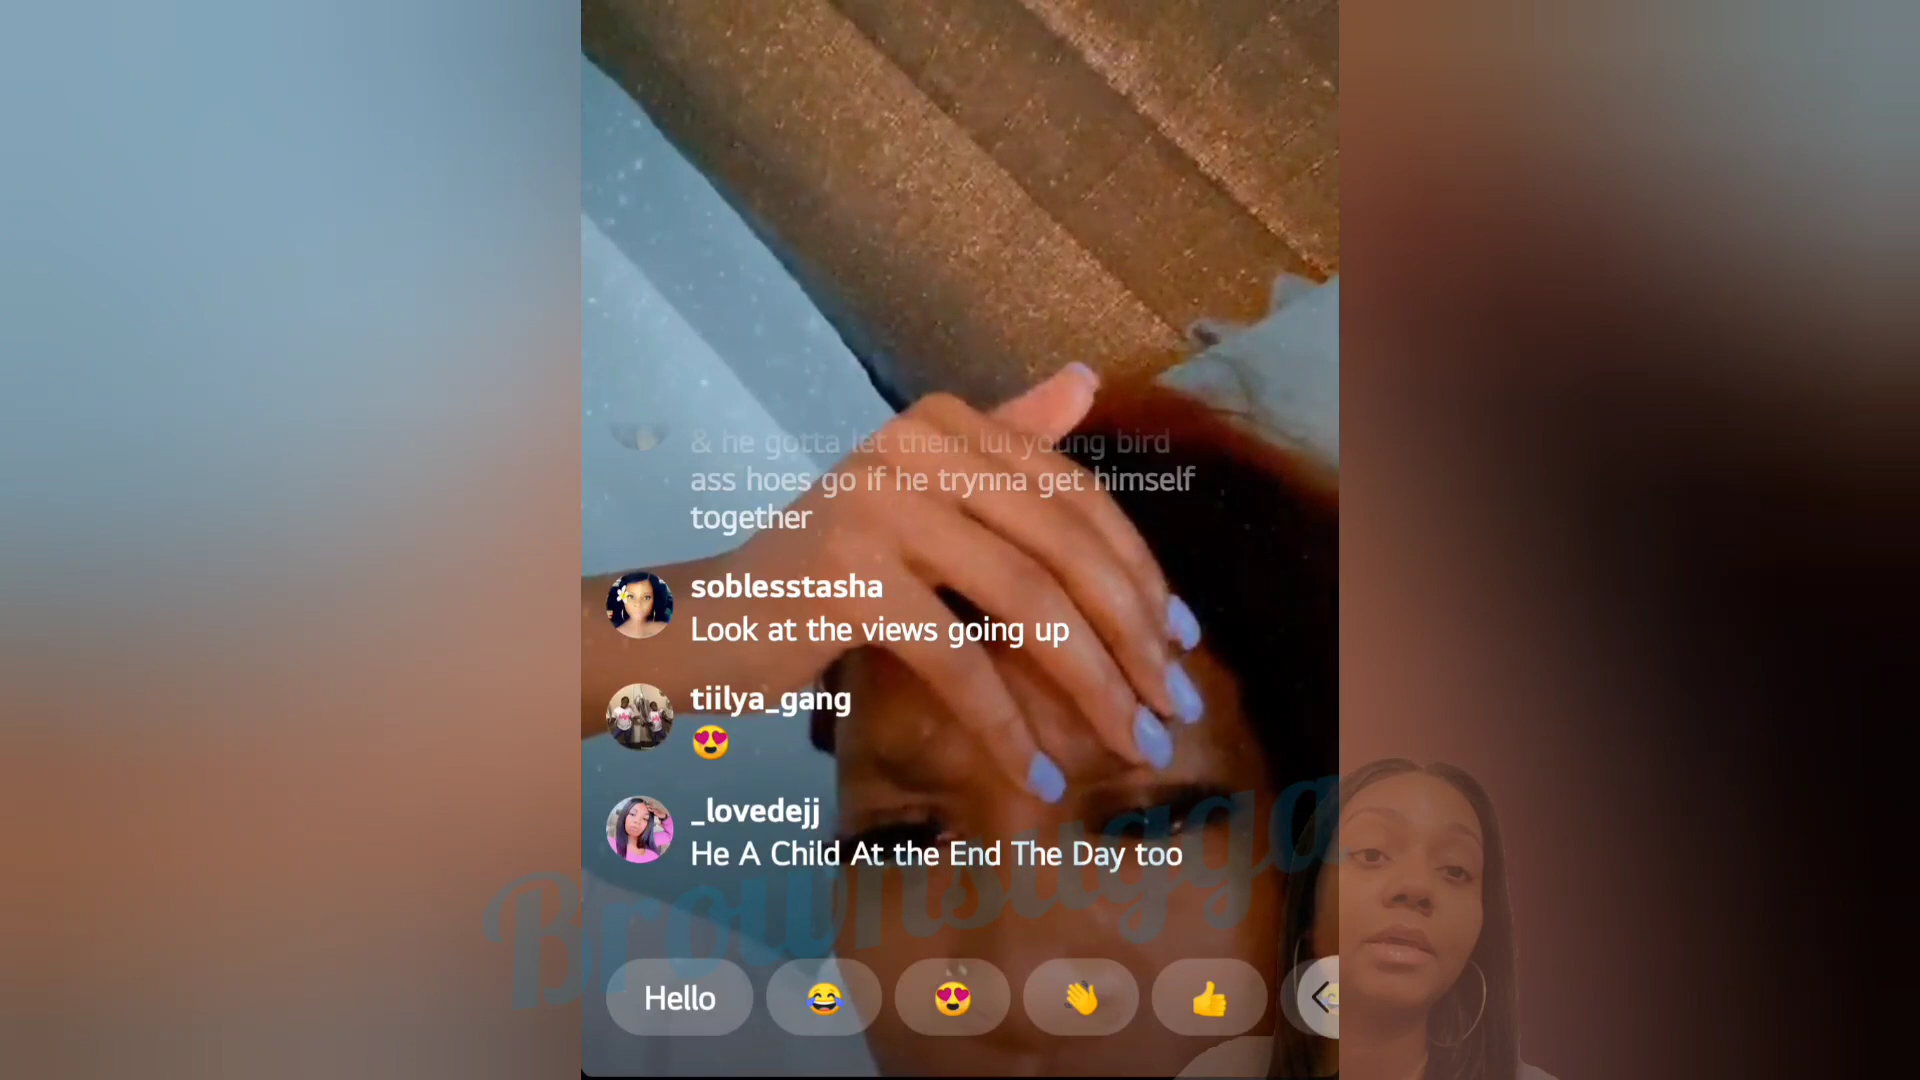 & he gotta let them lul young bird
ass hoes go if he trynna get himself
together
soblesstasha
Look at the views going up
tiilya_gang
😍
_lovedejj
He A Child At the End The Day too
Brownsugga
Hello 😂 😍 👋 👍